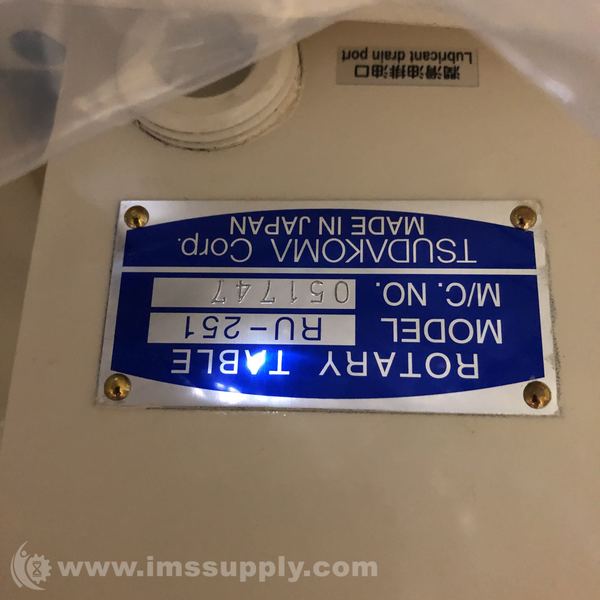 ROTARY TABLE
MODEL RU-251
M/C. NO. 051747
TSUDAKOMA Corp.
MADE IN JAPAN
潤滑油排油口
Lubricant drain port
www.imssupply.com